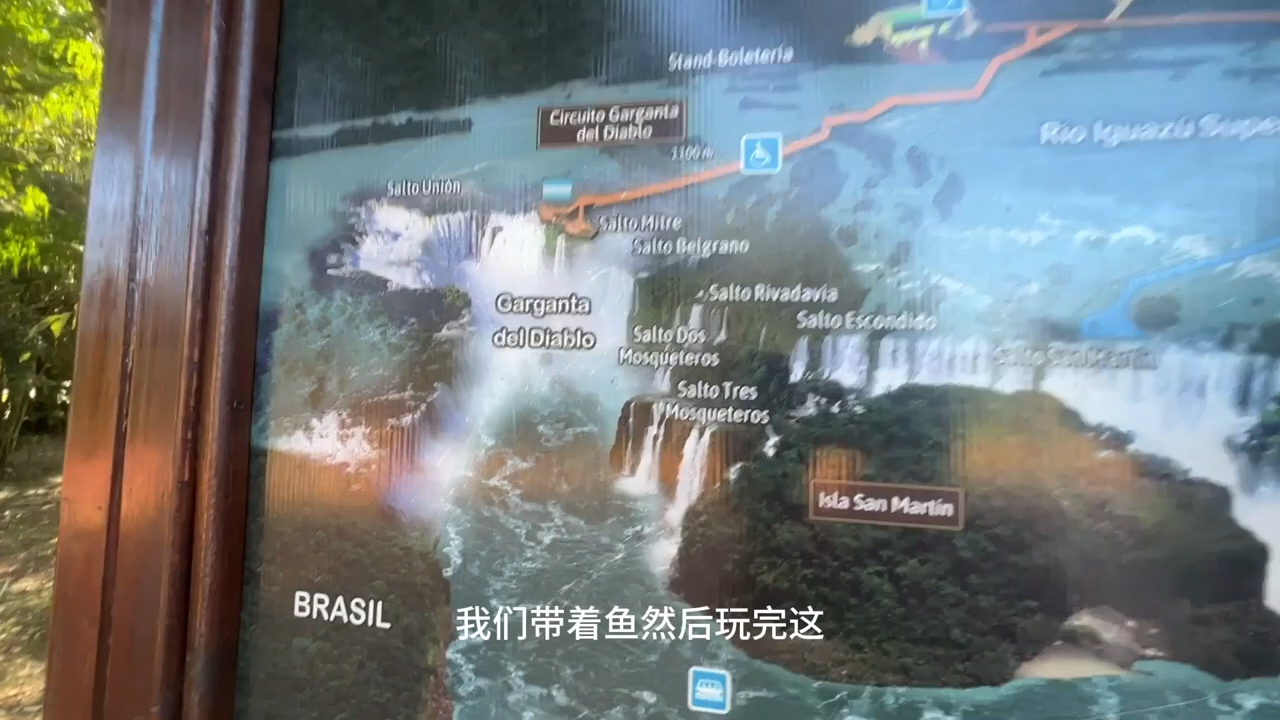 Stand Boletería
Circuito Garganta
del Diablo
1100 m
Río Iguazú Supe
Salto Unión
Salto Mitre
Salto Belgrano
Salto Rivadavia
Salto Escondido
Garganta
del Diablo
Salto Dos
Mosqueteros
Salto San Martín
Salto Tres
Mosqueteros
Isla San Martín
BRASIL
我们带着鱼然后玩完这